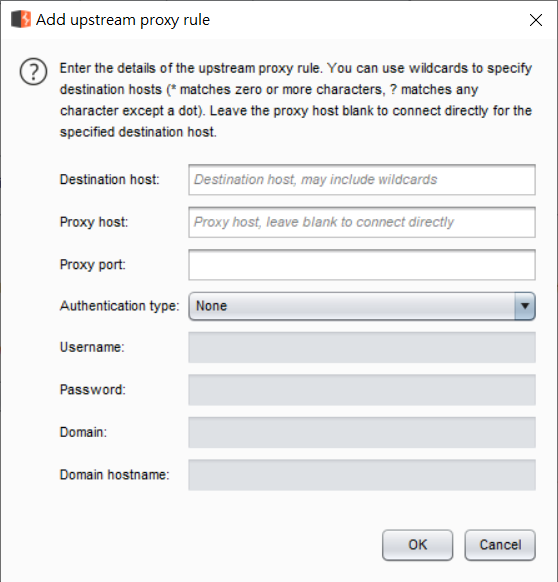 Add upstream proxy rule
Enter the details of the upstream proxy rule. You can use wildcards to specify
destination hosts (* matches zero or more characters, ? matches any
character except a dot). Leave the proxy host blank to connect directly for the
specified destination host.
Destination host: Destination host, may include wildcards
Proxy host: Proxy host, leave blank to connect directly
Proxy port:
Authentication type: None
Username:
Password:
Domain:
Domain hostname:
OK Cancel